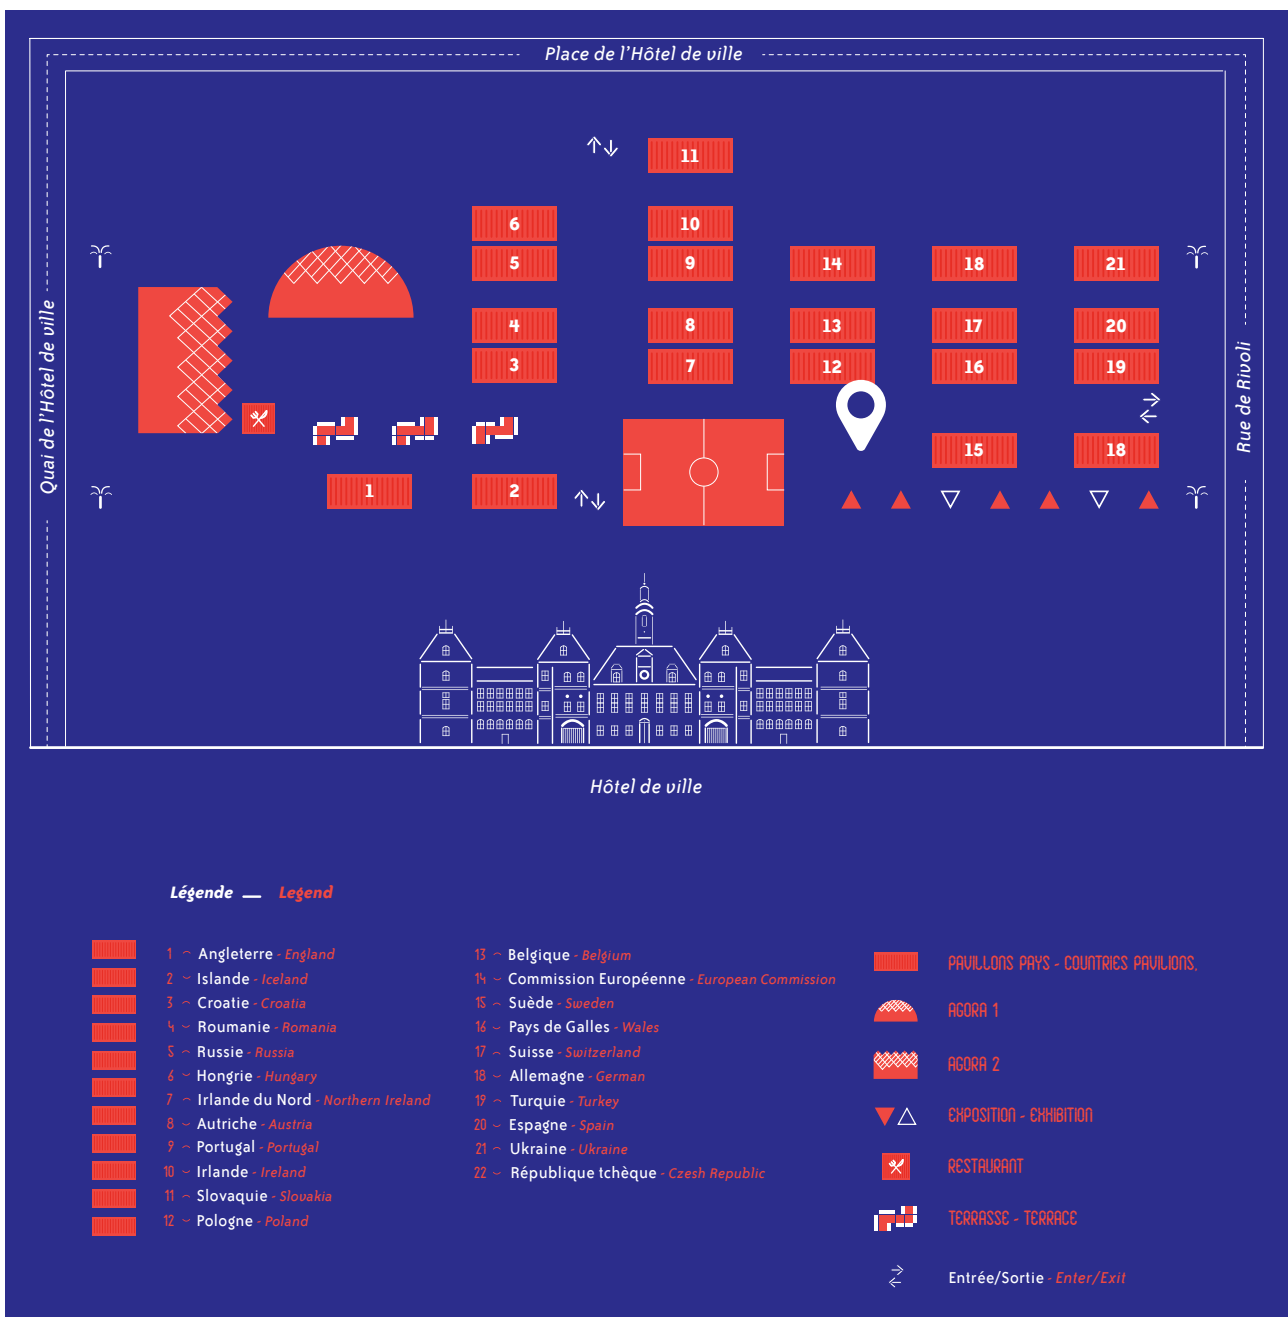 Place de l'Hôtel de ville
Quai de l'Hôtel de ville
Rue de Rivoli
11
6
10
5
9
14
18
21
4
8
13
17
20
3
7
12
16
19
15
18
1
2
Hôtel de ville
Légende — Legend
1 Angleterre - England
2 Islande - Iceland
3 Croatie - Croatia
4 Roumanie - Romania
5 Russie - Russia
6 Hongrie - Hungary
7 Irlande du Nord - Northern Ireland
8 Autriche - Austria
9 Portugal - Portugal
10 Irlande - Ireland
11 Slovaquie - Slovakia
12 Pologne - Poland
13 Belgique - Belgium
14 Commission Européenne - European Commission
15 Suède - Sweden
16 Pays de Galles - Wales
17 Suisse - Switzerland
18 Allemagne - German
19 Turquie - Turkey
20 Espagne - Spain
21 Ukraine - Ukraine
22 République tchèque - Czesh Republic
PAVILLONS PAYS - COUNTRIES PAVILIONS.
AGORA 1
AGORA 2
EXPOSITION - EXHIBITION
RESTAURANT
TERRASSE - TERRACE
Entrée/Sortie - Enter/Exit